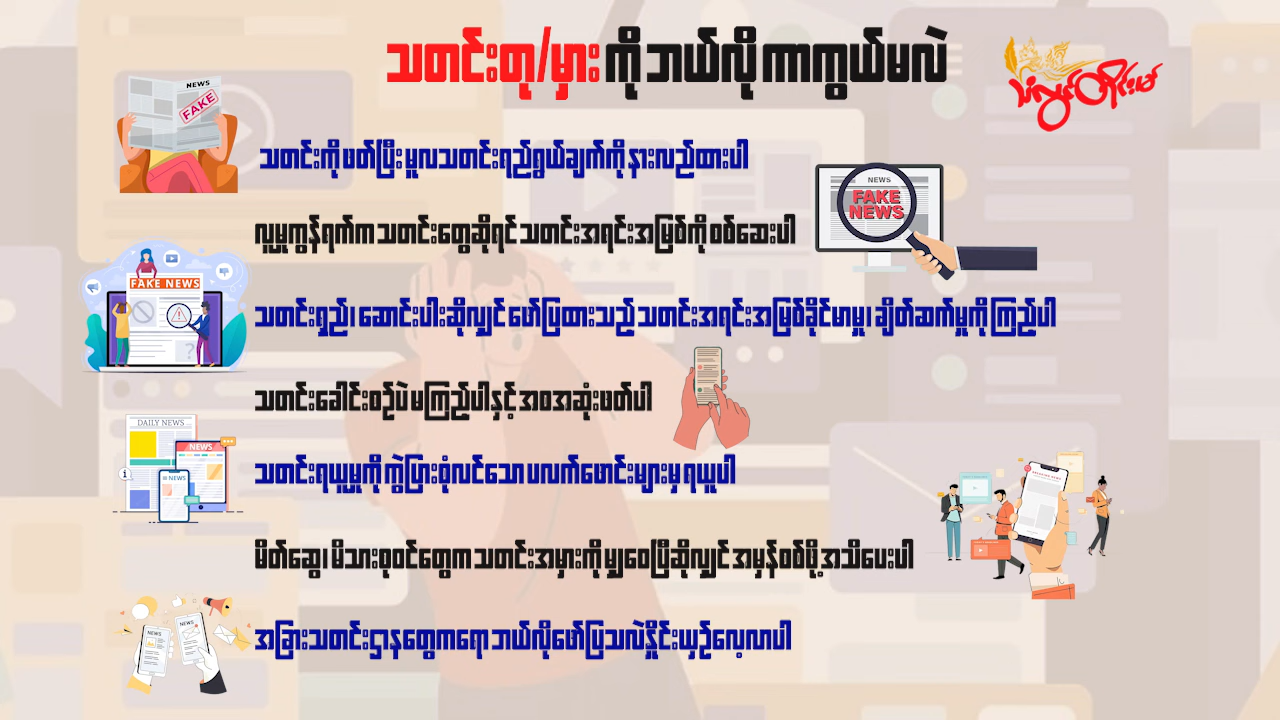 သတင်းတု/မှား ကို ဘယ်လို ကာကွယ်မလဲ
NEWS
FAKE
သတင်းကို ဖတ်ပြီး မူလသတင်းရည်ရွယ်ချက်ကို နားလည်ထားပါ
NEWS
FAKE
NEWS
လူမှုကွန်ရက်က သတင်းတွေဆိုရင် သတင်းအရင်းအမြစ်ကို စစ်ဆေးပါ
FAKE NEWS
သတင်းရှည်၊ ဆောင်းပါးဆိုလျှင် ဖော်ပြထားသည့် သတင်းအရင်းအမြစ်ခိုင်မာမှု၊ ချိတ်ဆက်မှုကို ကြည့်ပါ
သတင်းခေါင်းစဉ်ပဲ မကြည့်ပါနှင့် အစအဆုံးဖတ်ပါ
DAILY NEWS
NEWS
NEWS
သတင်းရယူမှုကို ကွဲပြားစုံလင်သော ပလက်ဖောင်းများမှ ရယူပါ
မိတ်ဆွေ၊ မိသားစုဝင်တွေက သတင်းအမှားကို မျှဝေပြီဆိုလျှင် အမှန်စစ်ဖို့ အသိပေးပါ
NEWS
NEWS
အခြားသတင်းဌာနတွေကရော ဘယ်လိုဖော်ပြသလဲနှိုင်းယှဉ်လေ့လာပါ